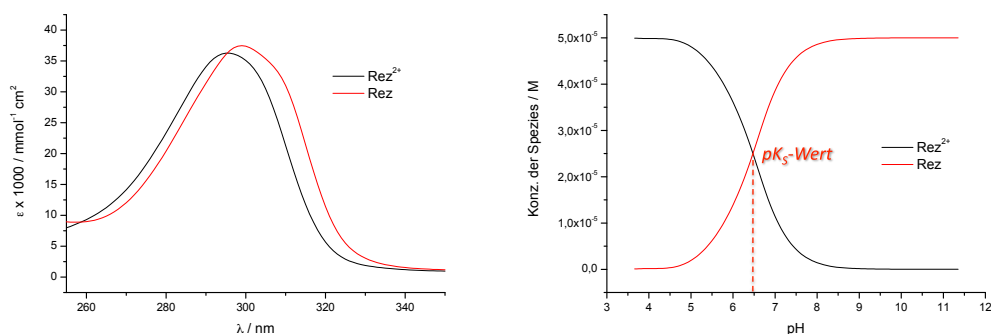 40
35
30
25
20
15
10
5
0
ε x 1000 / mmol⁻¹ cm²
Rez²⁺
Rez
260
280
300
320
340
λ / nm
5,0x10⁻⁵
4,0x10⁻⁵
3,0x10⁻⁵
2,0x10⁻⁵
1,0x10⁻⁵
0,0
Konz. der Spezies / M
pKₛ-Wert
Rez²⁺
Rez
3
4
5
6
7
8
9
10
11
12
pH